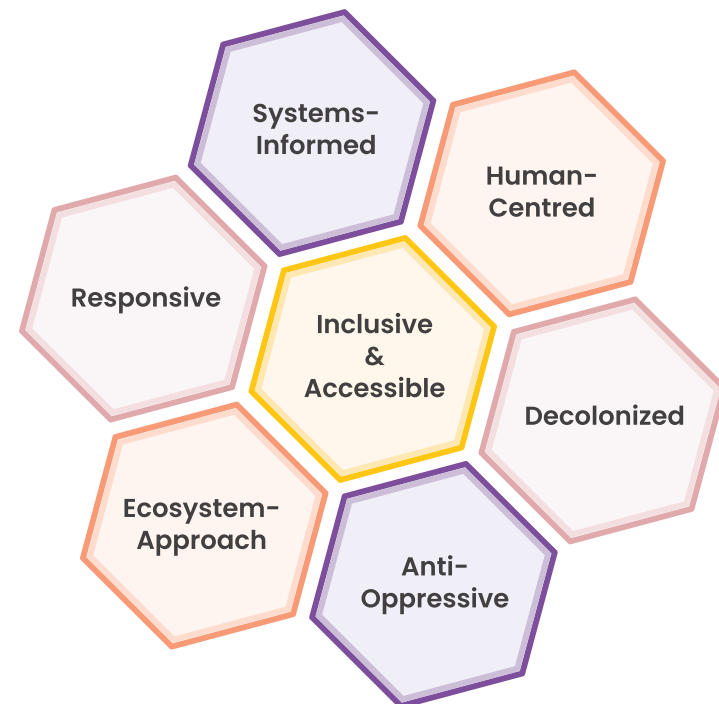 Systems-
Informed
Human-
Centred
Responsive
Inclusive
&
Accessible
Decolonized
Ecosystem-
Approach
Anti-
Oppressive